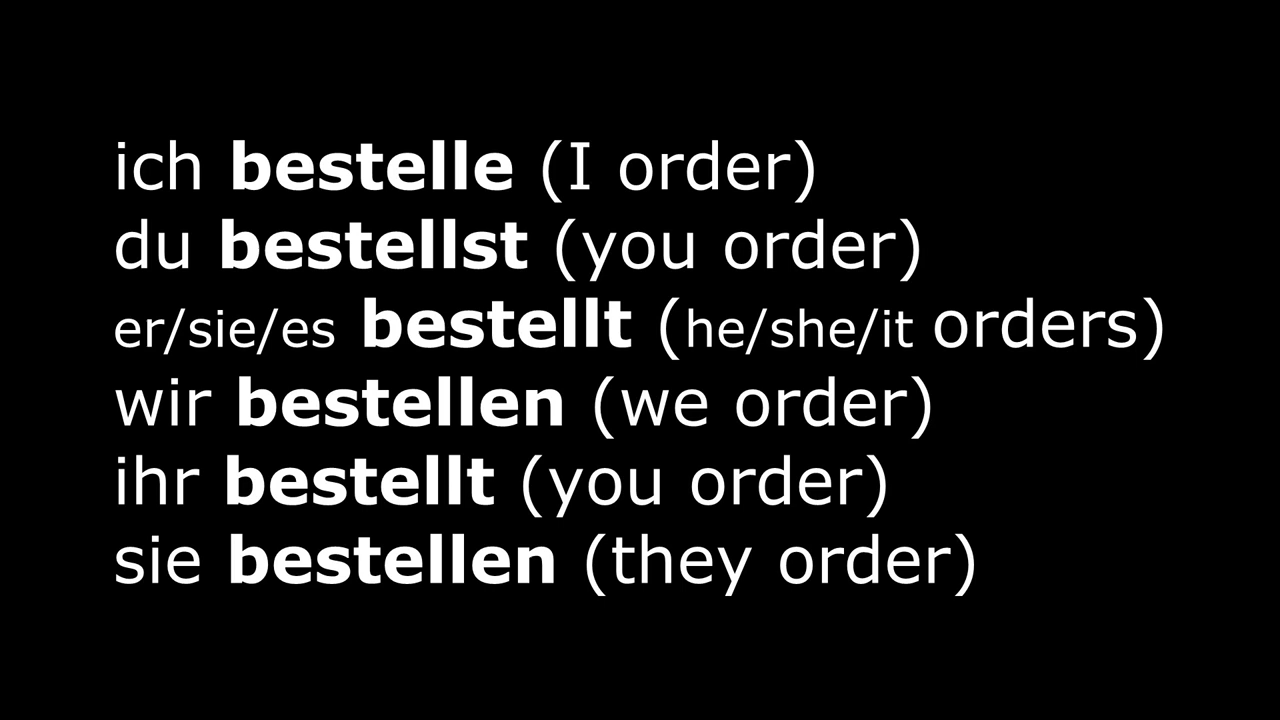 ich bestelle (I order)
du bestellst (you order)
er/sie/es bestellt (he/she/it orders)
wir bestellen (we order)
ihr bestellt (you order)
sie bestellen (they order)